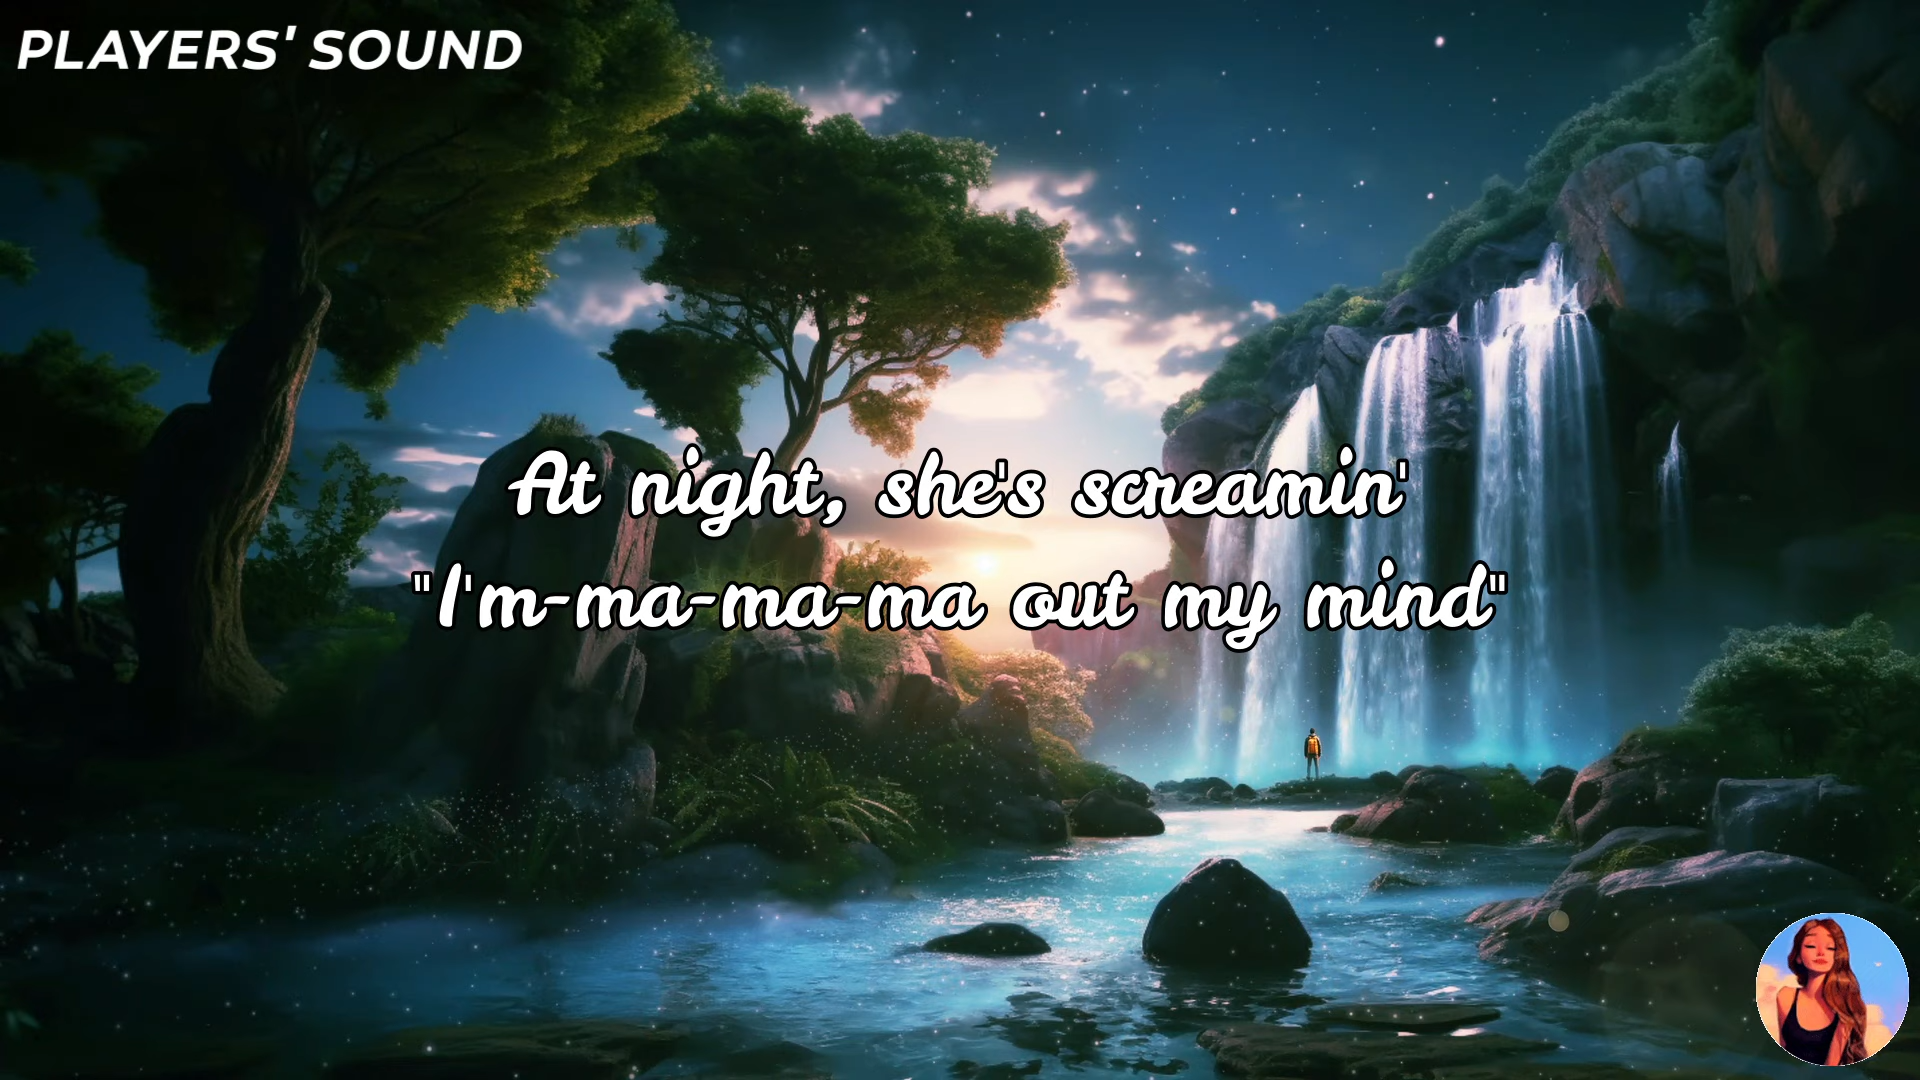 PLAYERS' SOUND
At night, she's screamin'
"I'm-ma-ma-ma out my mind"